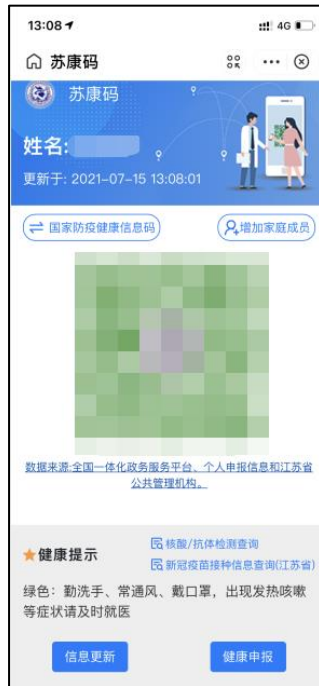 13:08
4G
苏康码
苏康码
姓名:
更新于: 2021-07-15 13:08:01
国家防疫健康信息码
增加家庭成员
数据来源:全国一体化政务服务平台、个人申报信息和江苏省
公共管理机构。
健康提示
核酸/抗体检测查询
新冠疫苗接种信息查询(江苏省)
绿色：勤洗手、常通风、戴口罩，出现发热咳嗽
等症状请及时就医
信息更新
健康申报